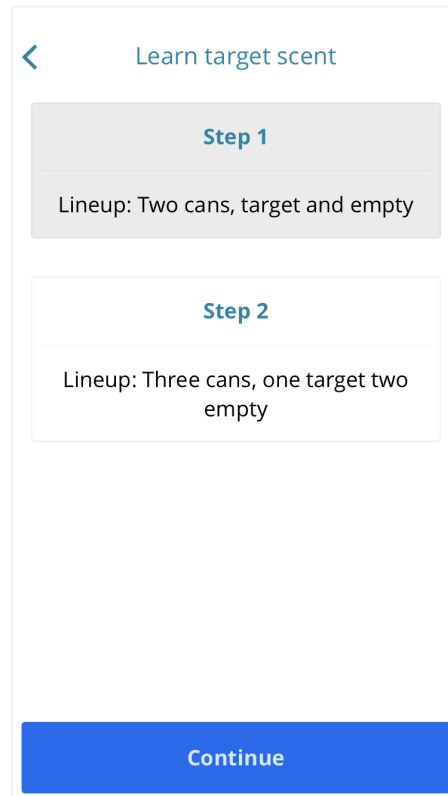 Learn target scent
Step 1
Lineup: Two cans, target and empty
Step 2
Lineup: Three cans, one target two
empty
Continue